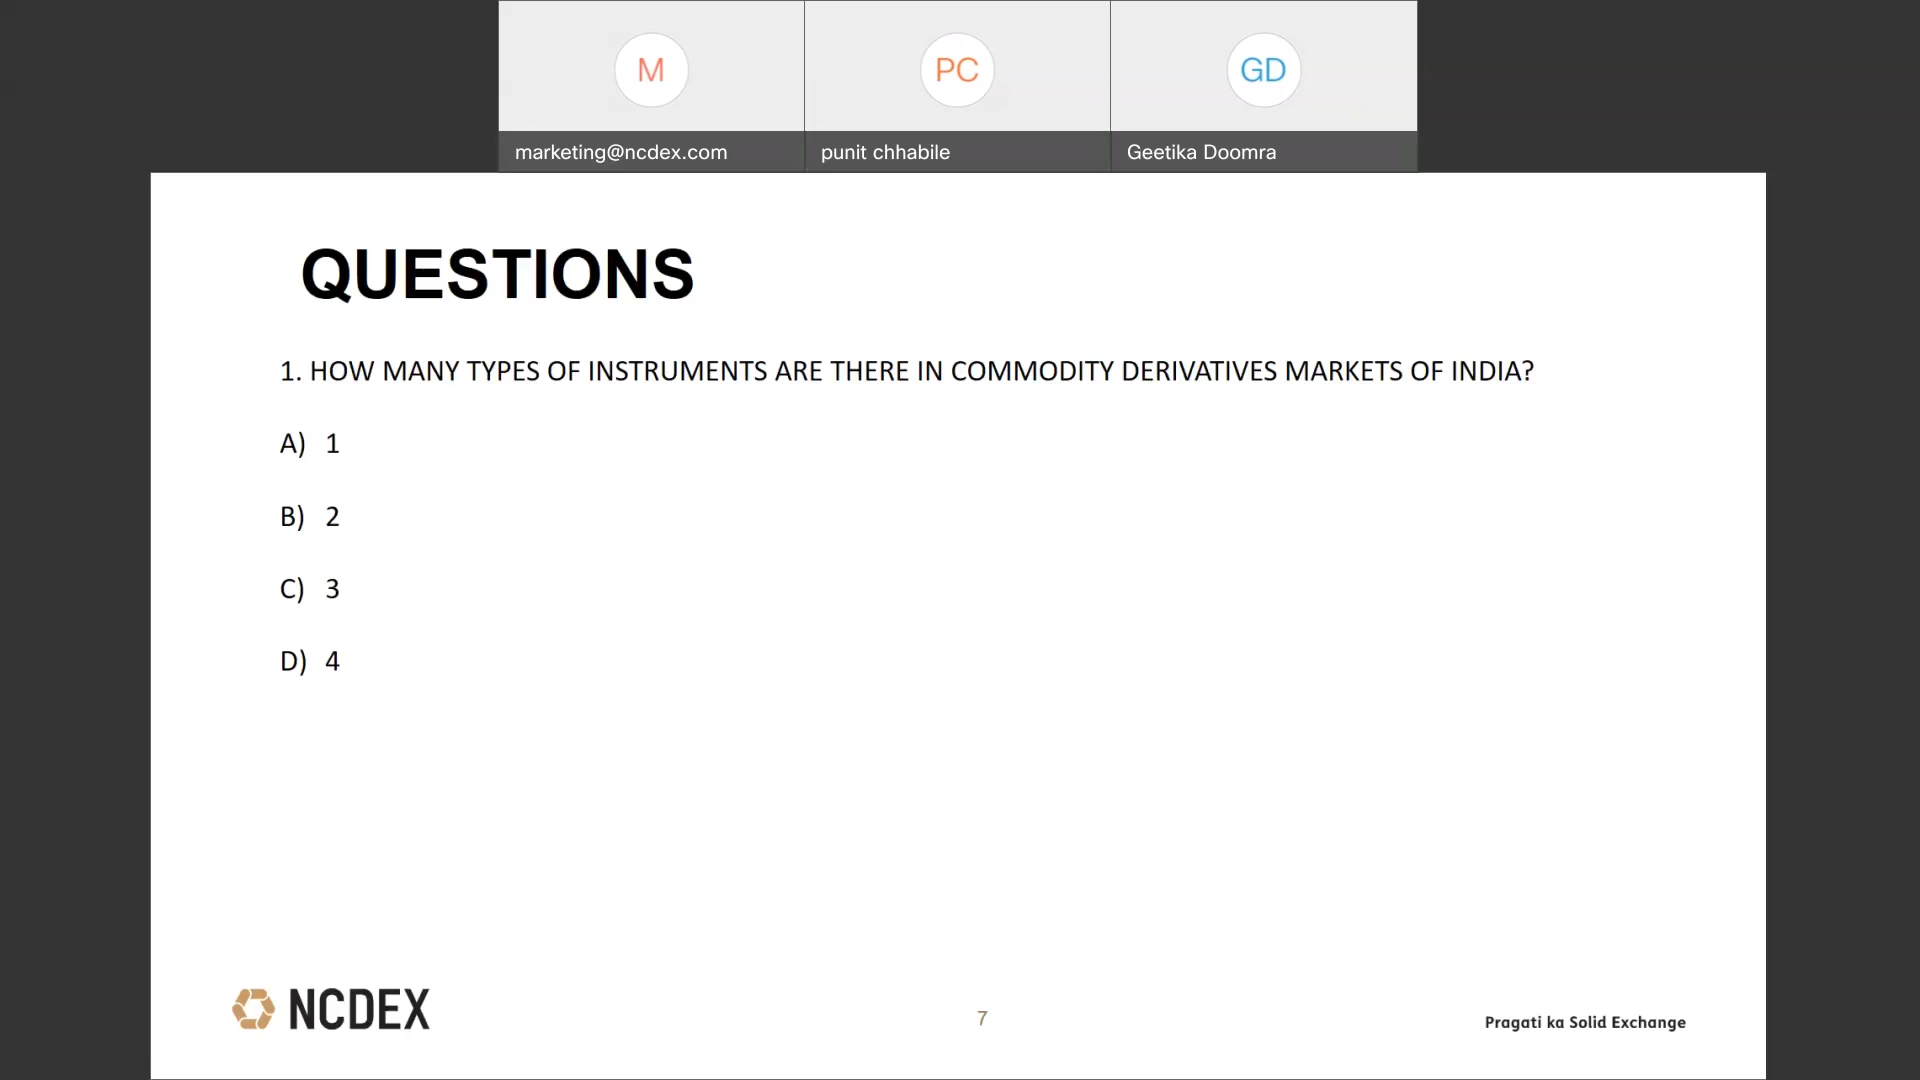 M
PC
GD
marketing@ncdex.com
punit chhabile
Geetika Doomra
QUESTIONS
1. HOW MANY TYPES OF INSTRUMENTS ARE THERE IN COMMODITY DERIVATIVES MARKETS OF INDIA?
A) 1
B) 2
C) 3
D) 4
NCDEX
7
Pragati ka Solid Exchange